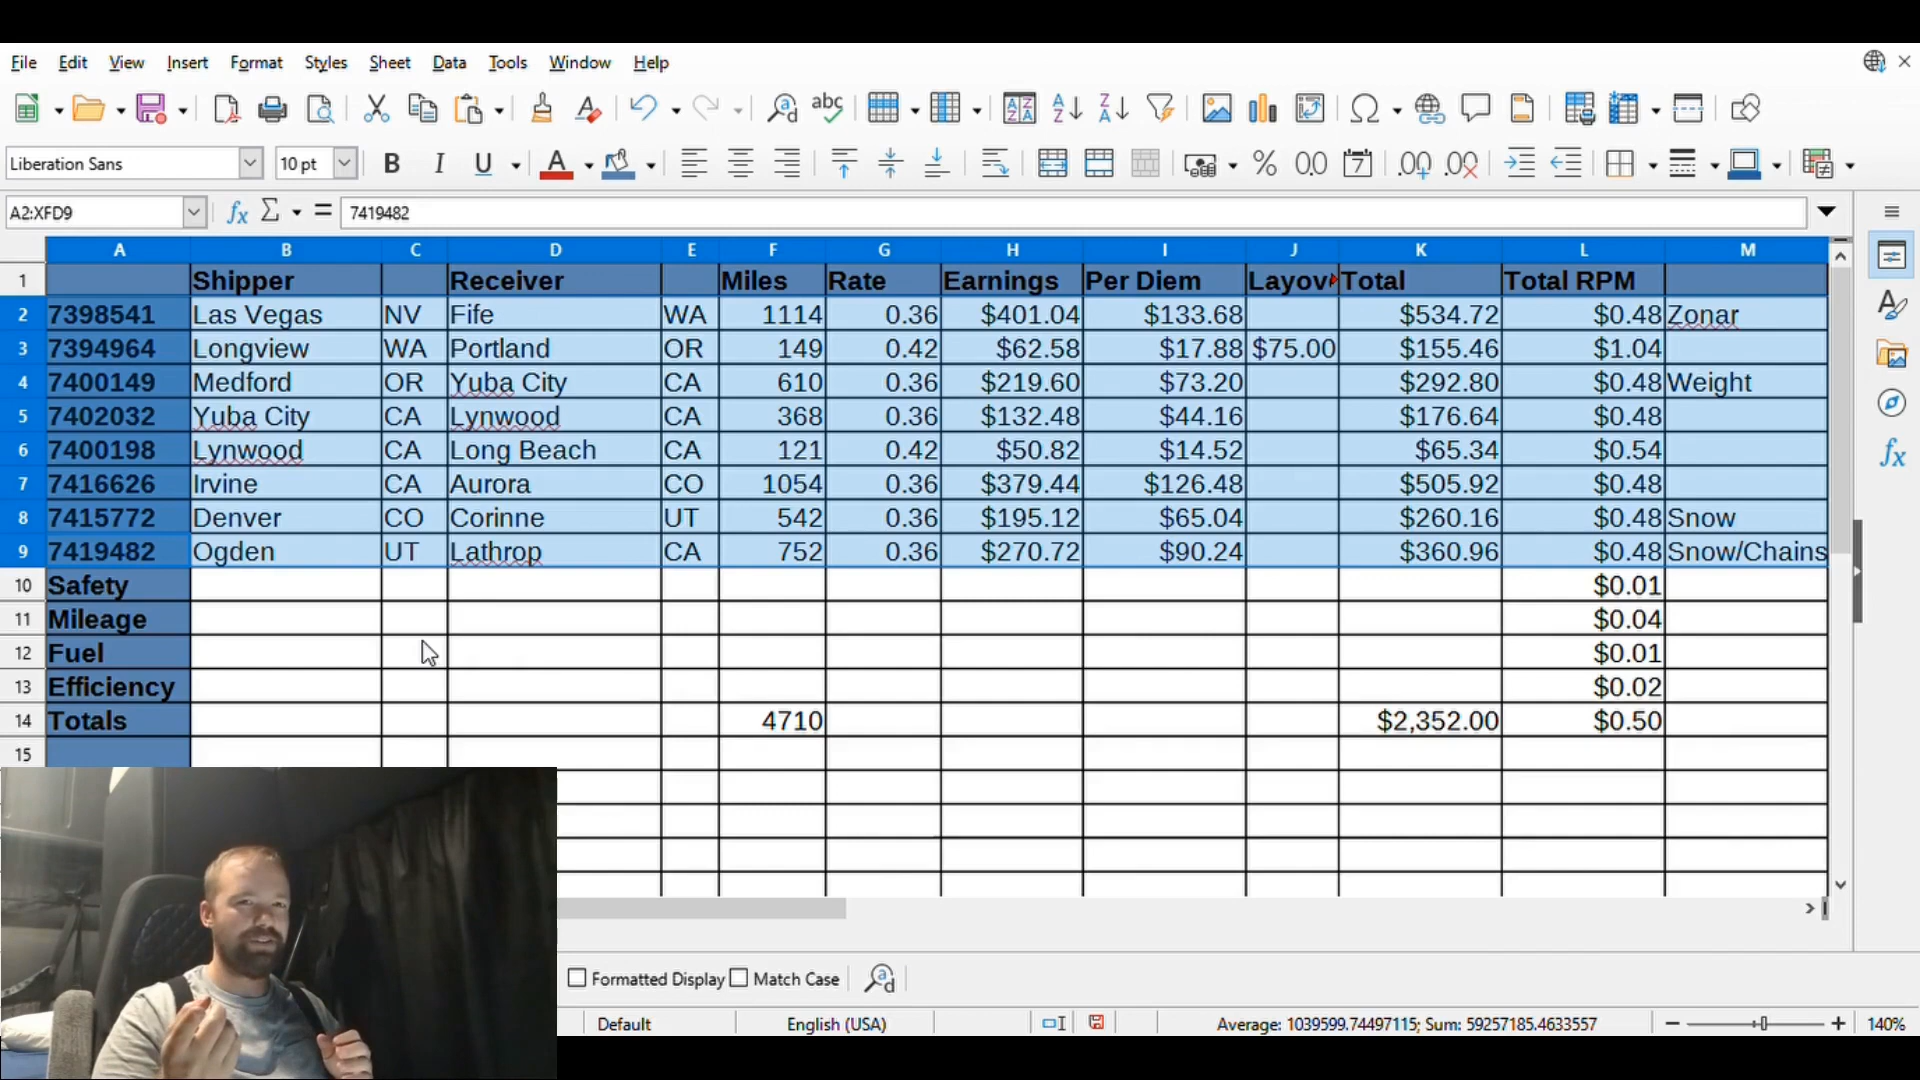 File Edit View Insert Format Styles Sheet Data Tools Window Help
Liberation Sans 10 pt
A2:XFD9 7419482
A B C D E F G H I J K L M
1 Shipper Receiver Miles Rate Earnings Per Diem Layov Total Total RPM
2 7398541 Las Vegas NV Fife WA 1114 0.36 $401.04 $133.68 $534.72 $0.48 Zonar
3 7394964 Longview WA Portland OR 149 0.42 $62.58 $17.88 $75.00 $155.46 $1.04
4 7400149 Medford OR Yuba City CA 610 0.36 $219.60 $73.20 $292.80 $0.48 Weight
5 7402032 Yuba City CA Lynwood CA 368 0.36 $132.48 $44.16 $176.64 $0.48
6 7400198 Lynwood CA Long Beach CA 121 0.42 $50.82 $14.52 $65.34 $0.54
7 7416626 Irvine CA Aurora CO 1054 0.36 $379.44 $126.48 $505.92 $0.48
8 7415772 Denver CO Corinne UT 542 0.36 $195.12 $65.04 $260.16 $0.48 Snow
9 7419482 Ogden UT Lathrop CA 752 0.36 $270.72 $90.24 $360.96 $0.48 Snow/Chains
10 Safety $0.01
11 Mileage $0.04
12 Fuel $0.01
13 Efficiency $0.02
14 Totals 4710 $2,352.00 $0.50
15
Formatted Display Match Case
Default English (USA) Average: 1039599.74497115; Sum: 59257185.4633557 140%